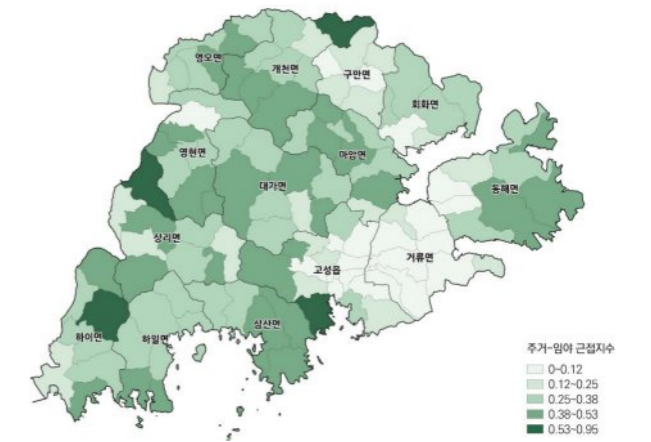 영오면
개천면
구만면
회화면
영현면
마암면
대가면
동해면
상리면
고성읍
거류면
하이면
하일면
삼산면
주거-임야 근접지수
0~0.12
0.12~0.25
0.25~0.38
0.38~0.53
0.53~0.95